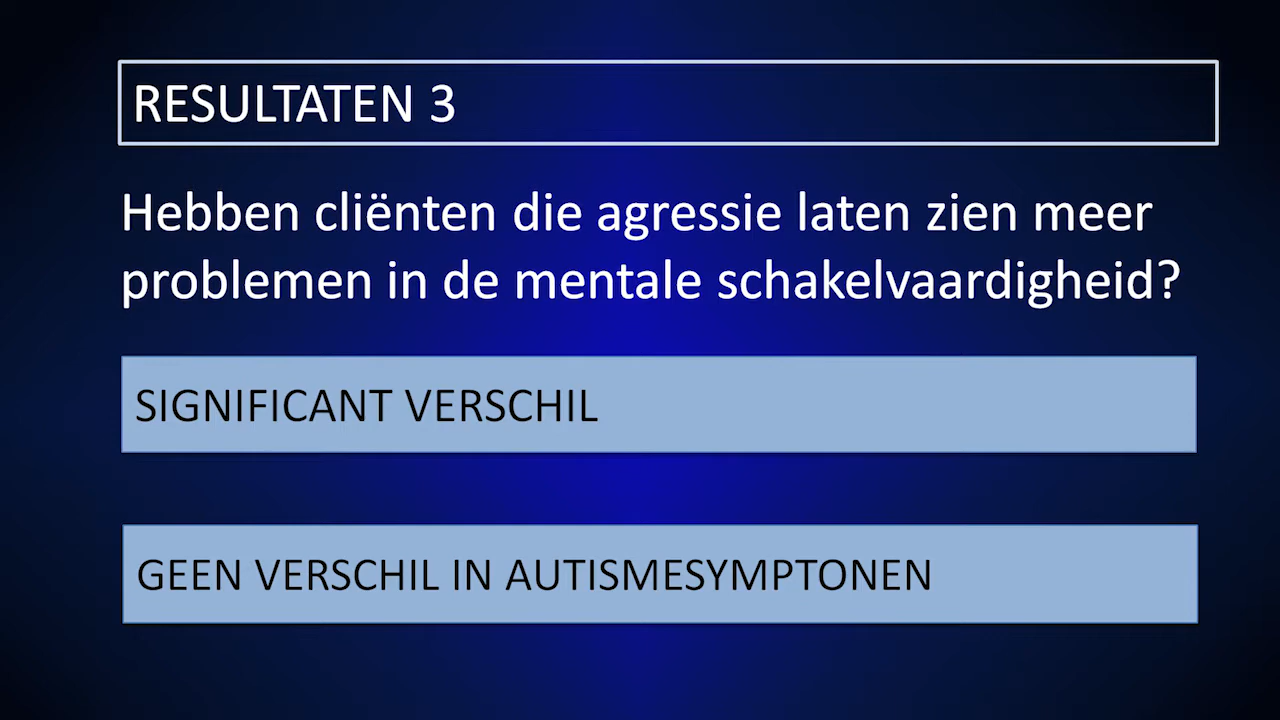 RESULTATEN 3
Hebben cliënten die agressie laten zien meer
problemen in de mentale schakelvaardigheid?
SIGNIFICANT VERSCHIL
GEEN VERSCHIL IN AUTISMESYMPTONEN